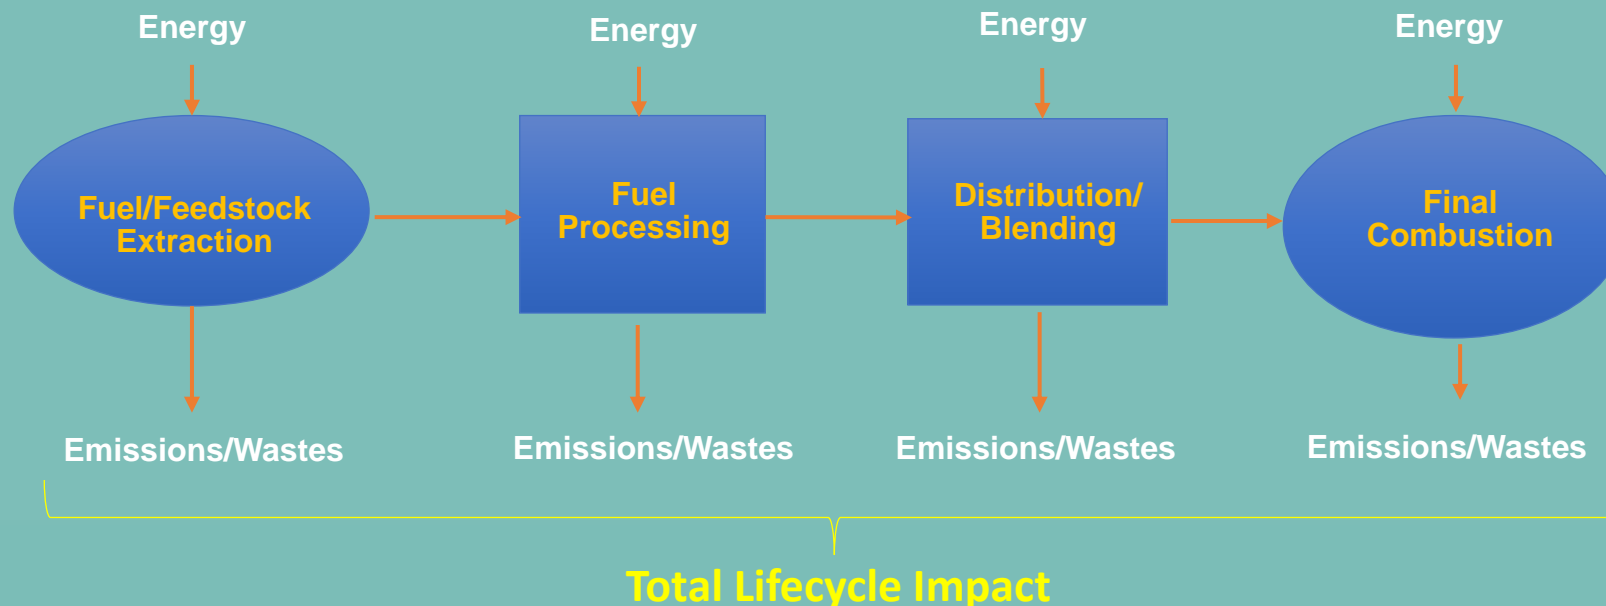 Energy
Energy
Energy
Energy
Fuel/Feedstock
Extraction
Fuel
Processing
Distribution/
Blending
Final
Combustion
Emissions/Wastes
Emissions/Wastes
Emissions/Wastes
Emissions/Wastes
Total Lifecycle Impact